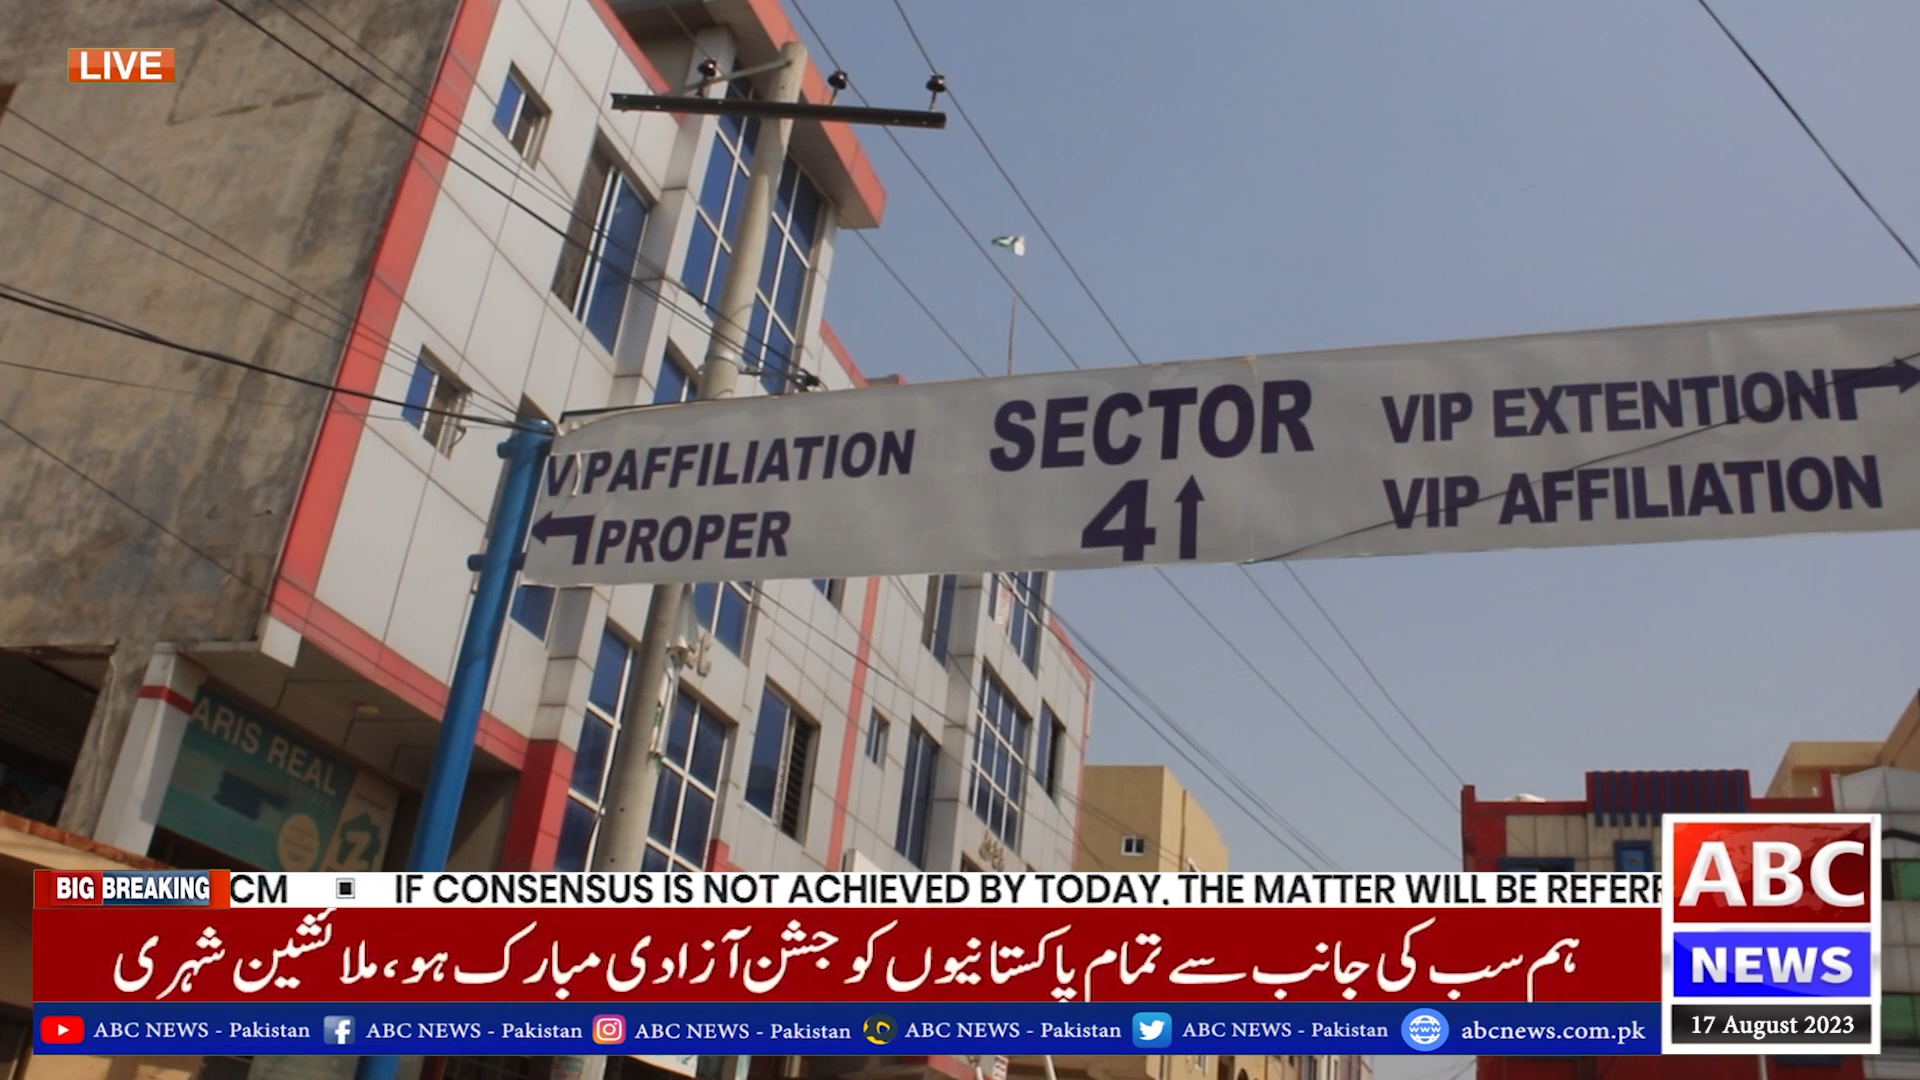 LIVE
VIPAFFILIATION
PROPER
SECTOR
4
VIP EXTENTION
VIP AFFILIATION
ARIS REAL
BIG BREAKING
CM
IF CONSENSUS IS NOT ACHIEVED BY TODAY. THE MATTER WILL BE REFERR
ہم سب کی جانب سے تمام پاکستانیوں کو جشن آزادی مبارک ہو، ملائشین شہری
ABC NEWS
17 August 2023
ABC NEWS - Pakistan
ABC NEWS - Pakistan
ABC NEWS - Pakistan
ABC NEWS - Pakistan
ABC NEWS - Pakistan
abcnews.com.pk